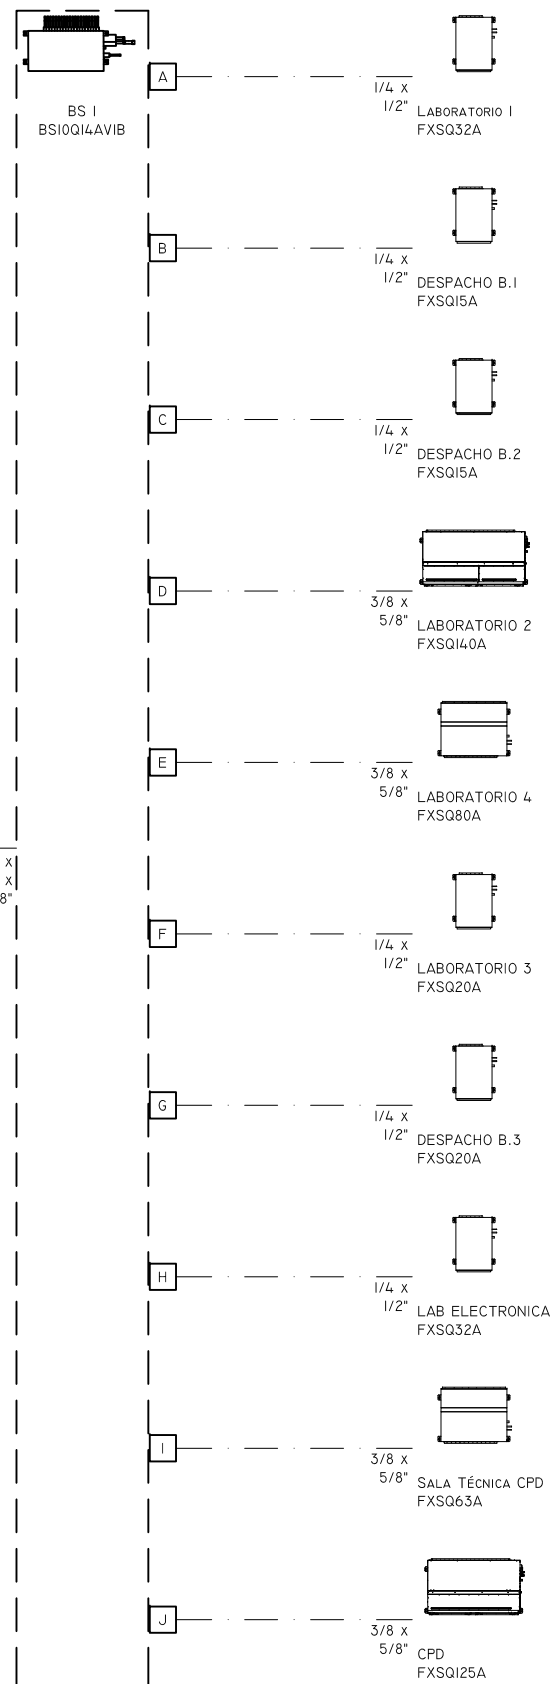 BS 1
BS10Q14AV1B
A
1/4 x
1/2"
LABORATORIO 1
FXSQ32A
B
1/4 x
1/2"
DESPACHO B.1
FXSQ15A
C
1/4 x
1/2"
DESPACHO B.2
FXSQ15A
D
3/8 x
5/8"
LABORATORIO 2
FXSQ140A
E
3/8 x
5/8"
LABORATORIO 4
FXSQ80A
x
x
8"
F
1/4 x
1/2"
LABORATORIO 3
FXSQ20A
G
1/4 x
1/2"
DESPACHO B.3
FXSQ20A
H
1/4 x
1/2"
LAB ELECTRONICA
FXSQ32A
I
3/8 x
5/8"
SALA TÉCNICA CPD
FXSQ63A
J
3/8 x
5/8"
CPD
FXSQ125A